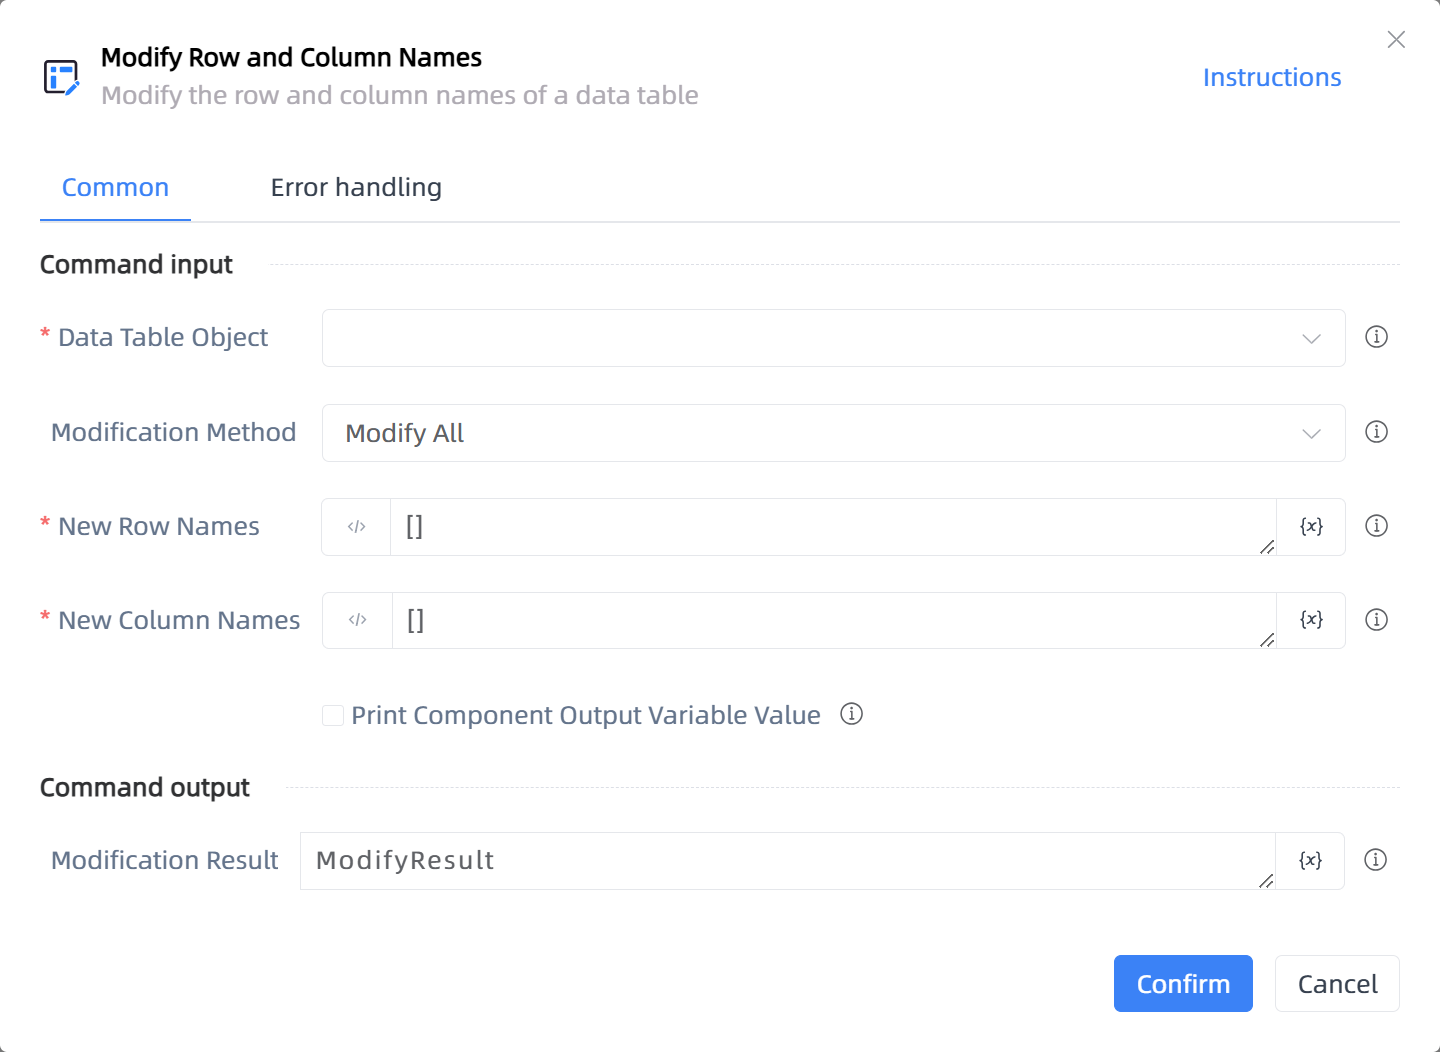 Modify Row and Column Names
Modify the row and column names of a data table
Instructions
Common
Error handling
Command input
* Data Table Object
Modification Method
Modify All
* New Row Names
</>
[]
{x}
* New Column Names
</>
[]
{x}
Print Component Output Variable Value
Command output
Modification Result
ModifyResult
{x}
Confirm
Cancel